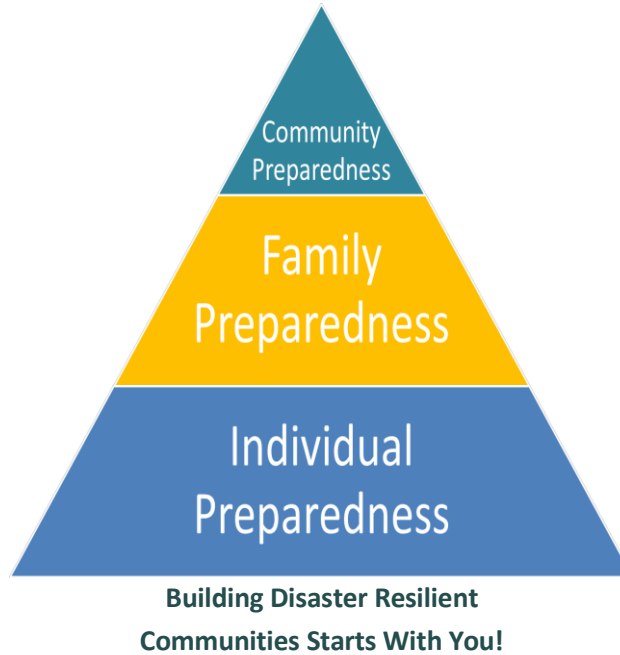 Community
Preparedness
Family
Preparedness
Individual
Preparedness
Building Disaster Resilient
Communities Starts With You!